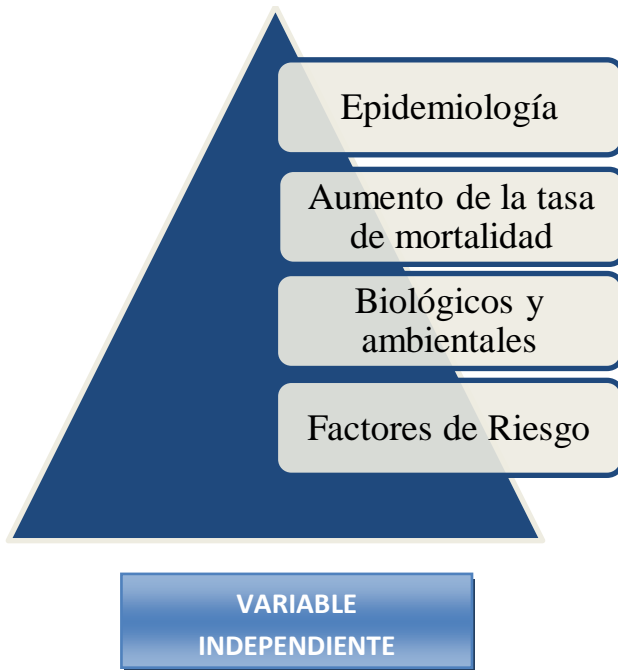 Epidemiología
Aumento de la tasa
de mortalidad
Biológicos y
ambientales
Factores de Riesgo
VARIABLE
INDEPENDIENTE